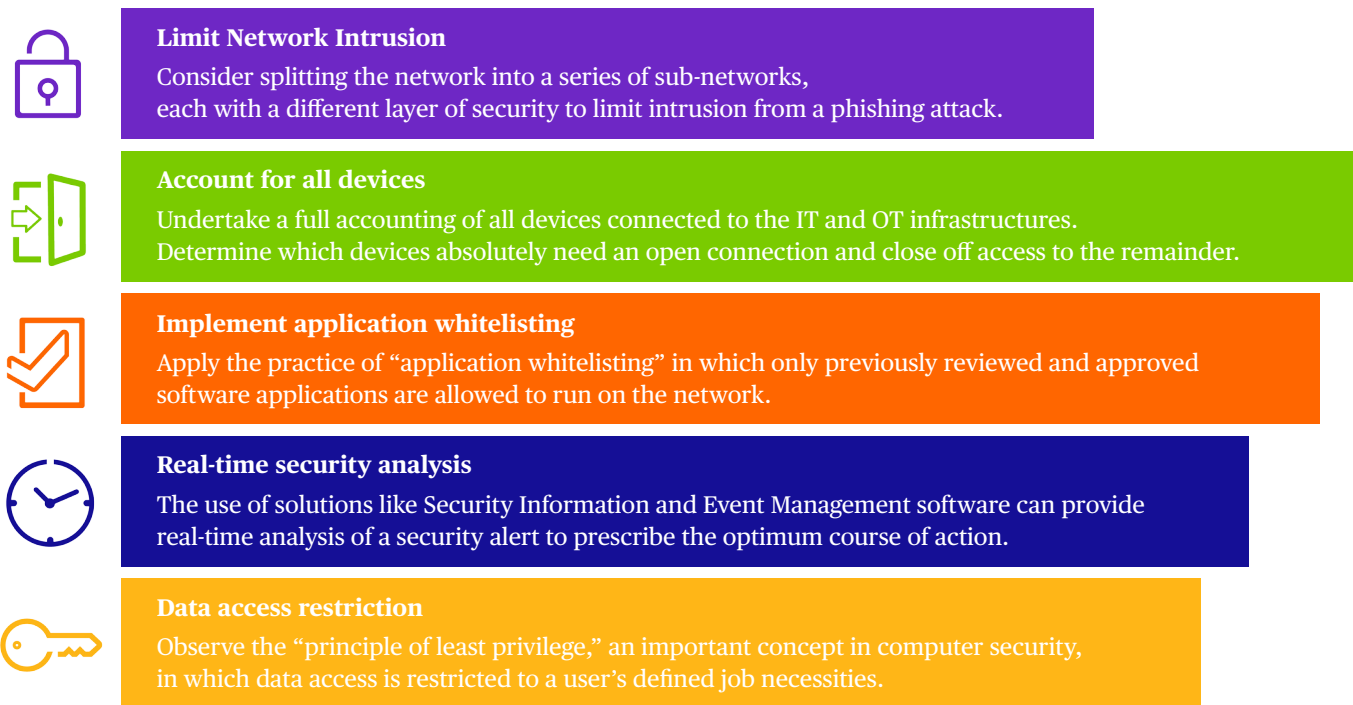 Limit Network Intrusion
Consider splitting the network into a series of sub-networks,
each with a different layer of security to limit intrusion from a phishing attack.
Account for all devices
Undertake a full accounting of all devices connected to the IT and OT infrastructures.
Determine which devices absolutely need an open connection and close off access to the remainder.
Implement application whitelisting
Apply the practice of “application whitelisting” in which only previously reviewed and approved
software applications are allowed to run on the network.
Real-time security analysis
The use of solutions like Security Information and Event Management software can provide
real-time analysis of a security alert to prescribe the optimum course of action.
Data access restriction
Observe the “principle of least privilege,” an important concept in computer security,
in which data access is restricted to a user’s defined job necessities.